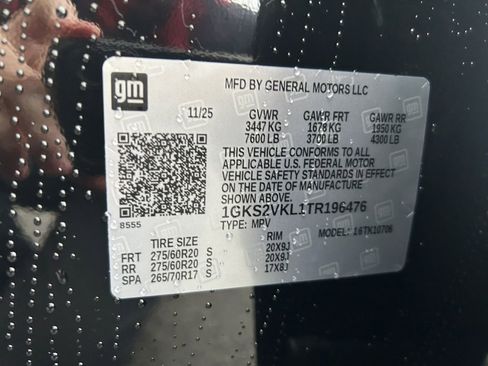 gm
MFD BY GENERAL MOTORS LLC
11/25 GVWR GAWR FRT GAWR RR
3447 KG 1678 KG 1950 KG
7600 LB 3700 LB 4300 LB
THIS VEHICLE CONFORMS TO ALL
APPLICABLE U.S. FEDERAL MOTOR
VEHICLE SAFETY STANDARDS IN EFFECT
ON THE DATE OF MANUFACTURE
SHOWN ABOVE.
1GKS2VKL1TR196476
8555 TYPE: MPV MODEL: 16TK10706
TIRE SIZE RIM
FRT 275/60R20 S 20X9J
RR 275/60R20 S 20X9J
SPA 265/70R17 S 17X8J